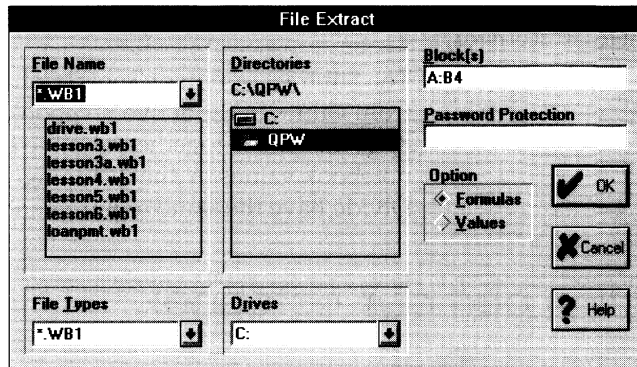 File Extract
File Name
*.WB1
drive.wb1
lesson3.wb1
lesson3a.wb1
lesson4.wb1
lesson5.wb1
lesson6.wb1
loanpmt.wb1
File Types
*.WB1
Directories
C:\QPW\
C:
QPW
Drives
C:
Block(s)
A:B4
Password Protection
Option
Formulas
Values
OK
Cancel
Help